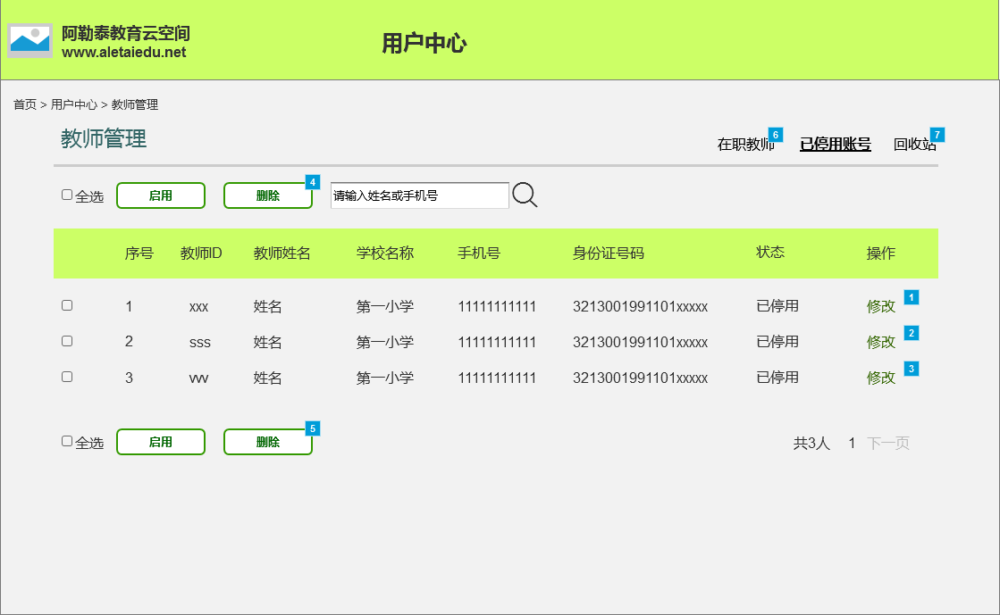 阿勒泰教育云空间
www.aletaiedu.net
用户中心
首页 > 用户中心 > 教师管理
教师管理
在职教师 6 已停用账号 回收站 7
全选 启用 删除 4 请输入姓名或手机号
序号 教师ID 教师姓名 学校名称 手机号 身份证号码 状态 操作
1 xxx 姓名 第一小学 11111111111 3213001991101xxxxx 已停用 修改 1
2 sss 姓名 第一小学 11111111111 3213001991101xxxxx 已停用 修改 2
3 vvv 姓名 第一小学 11111111111 3213001991101xxxxx 已停用 修改 3
全选 启用 删除 5 共3人 1 下一页